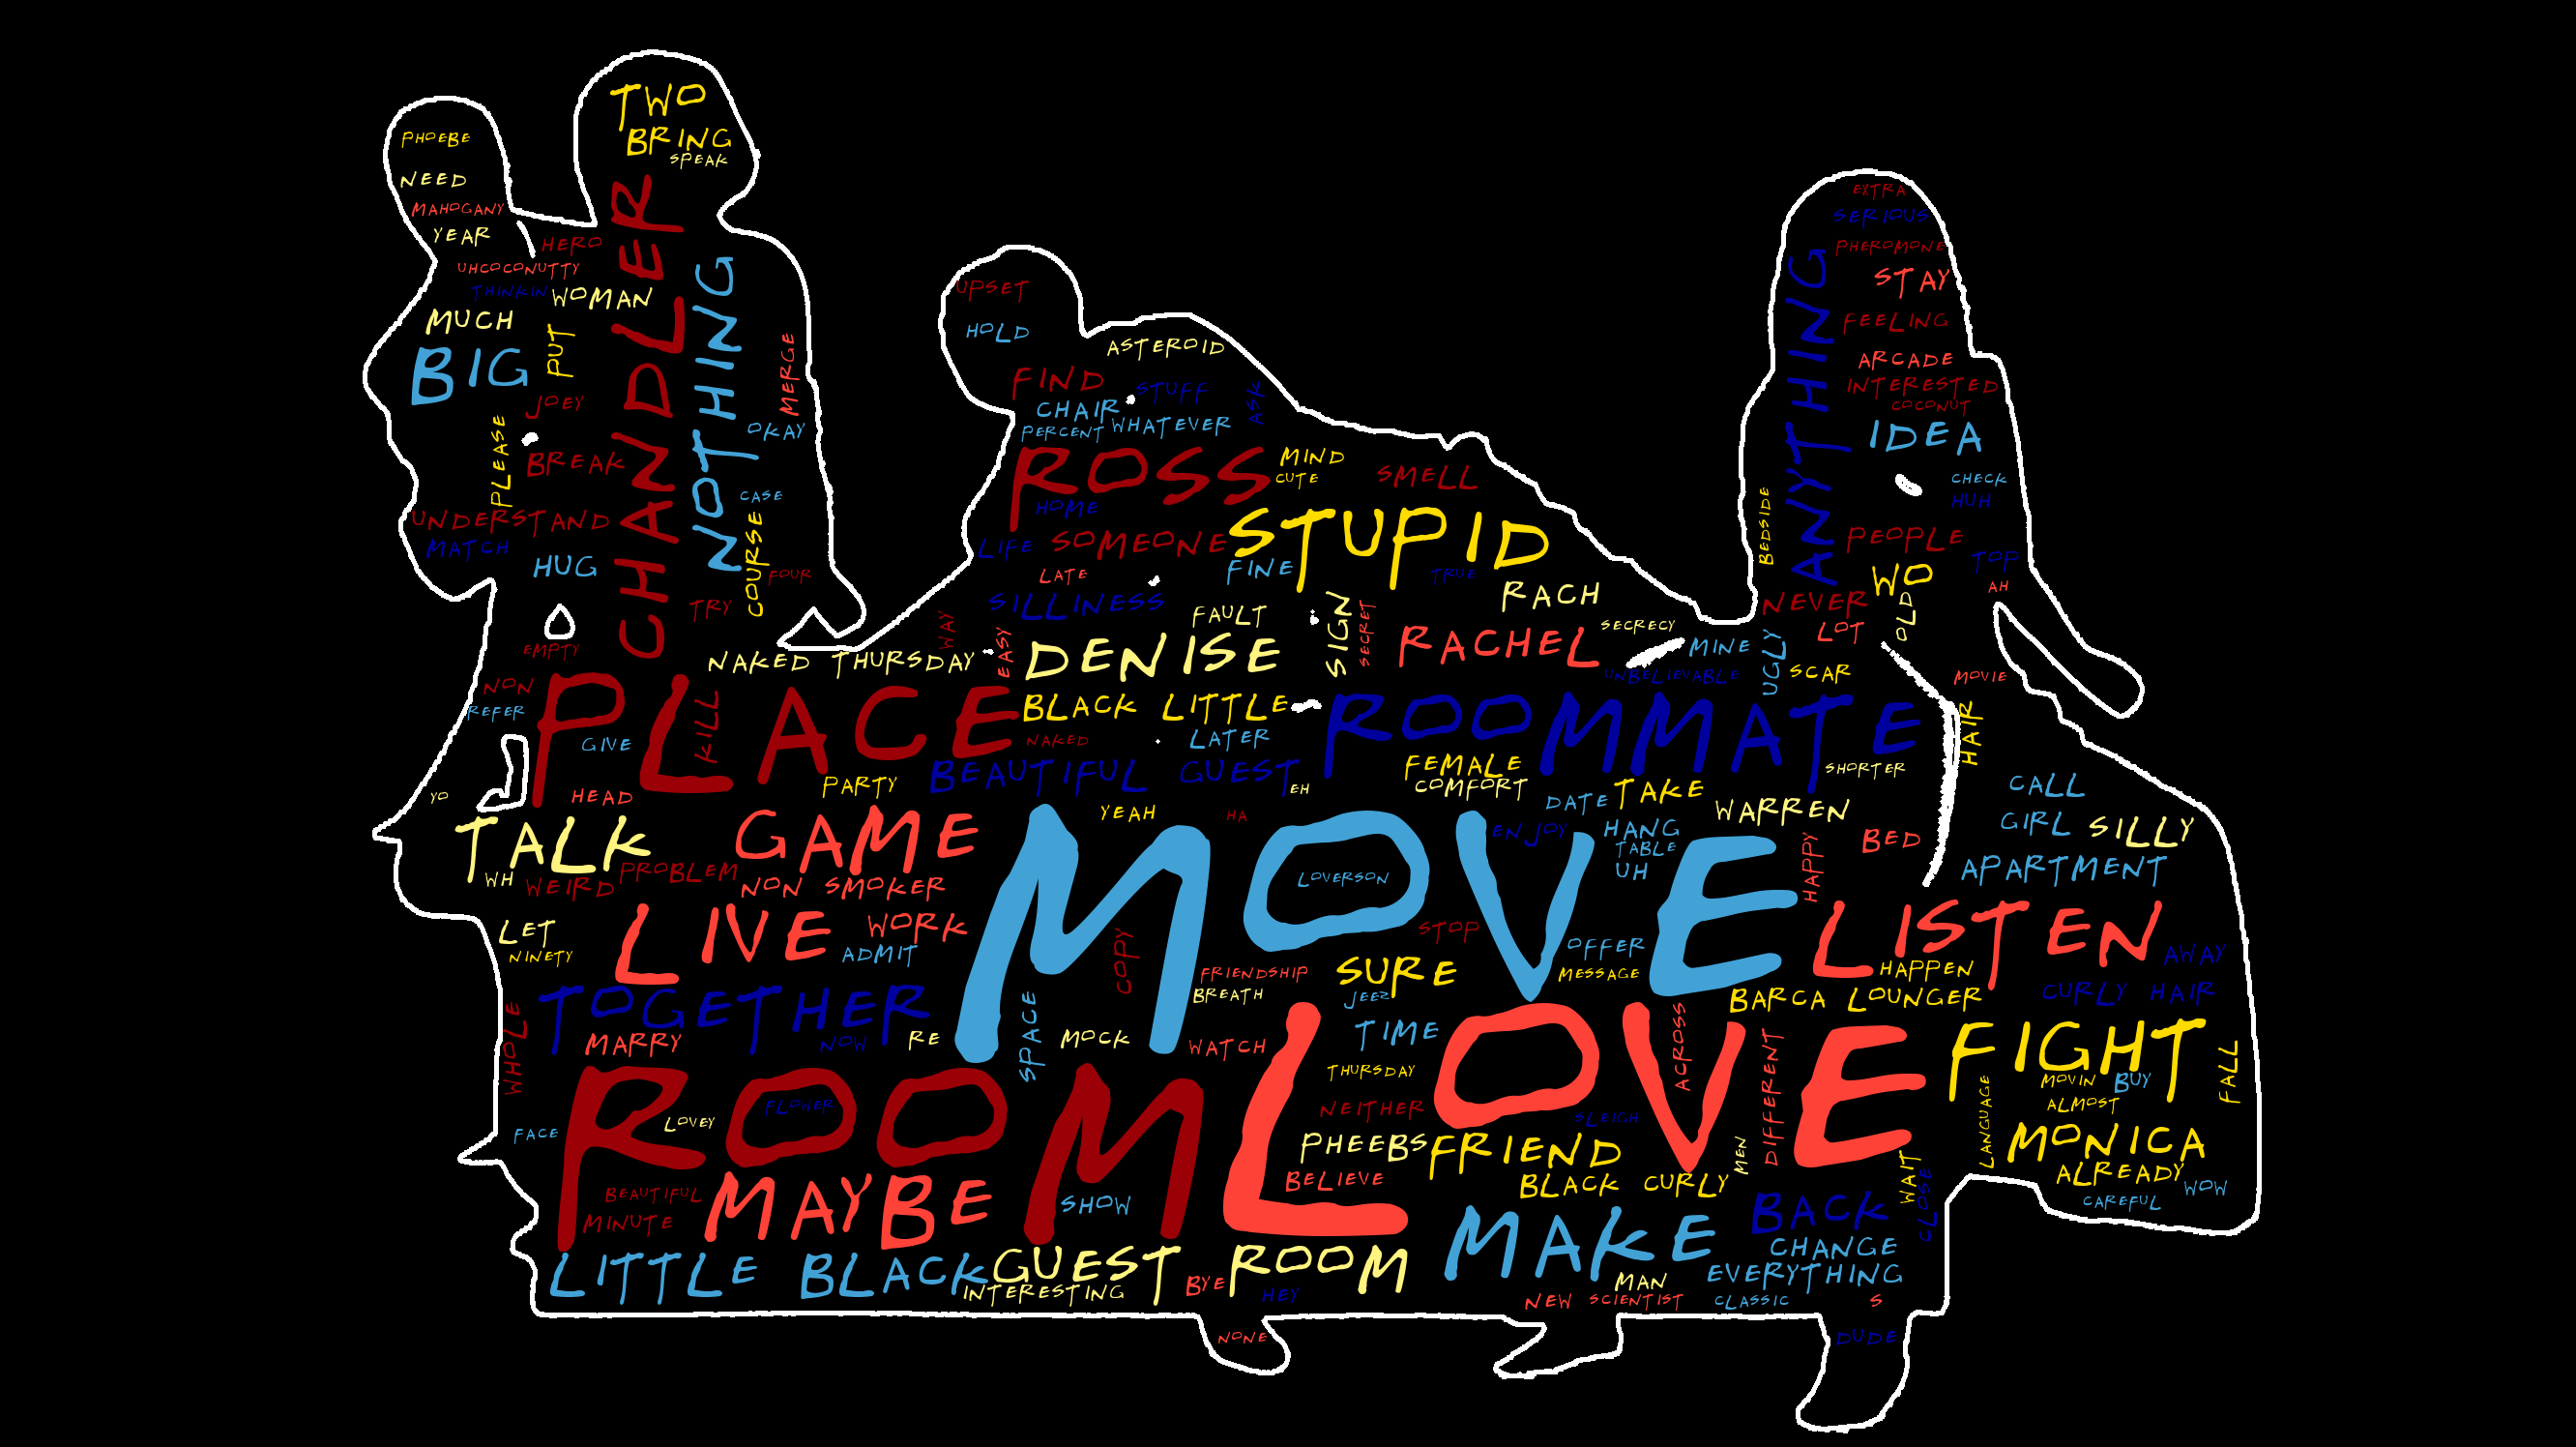 TWO
BRING
SPEAK
PHOEBE
NEED
MAHOGANY
YEAR
HERO
UHCOCONUTTY
THINKIN
WOMAN
MUCH
PUT
BIG
JOEY
PLEASE
BREAK
UNDERSTAND
MATCH
HUG
CHANDLER
NOTHING
MERGE
OKAY
CASE
COURSE
FOUR
TRY
EMPTY
NON
REFER
GIVE
UPSET
HOLD
ASTEROID
FIND
STUFF
ASK
CHAIR
PERCENT
WHATEVER
ROSS
MIND
CUTE
SMELL
HOME
LIFE
SOMEONE
STUPID
LATE
FINE
TRUE
SILLINESS
FAULT
SIGN
SECRET
RACH
WAY
EASY
NAKED THURSDAY
DENISE
RACHEL
SECRECY
MINE
UNBELIEVABLE
EXTRA
SERIOUS
PHEROMONE
STAY
FEELING
ARCADE
INTERESTED
COCONUT
IDEA
ANYTHING
CHECK
HUH
BEDSIDE
PEOPLE
TOP
WO
AH
NEVER
OLD
LOT
UGLY
SCAR
MOVIE
PLACE
KILL
BLACK LITTLE
NAKED
LATER
ROOMMATE
HAIR
HEAD
PARTY
BEAUTIFUL GUEST
EH
FEMALE
COMFORT
SHORTER
YO
YEAH
HA
DATE
TAKE
WARREN
CALL
GIRL
SILLY
TALK
GAME
MOVE
LOVERSON
ENJOY
HANG
TABLE
UH
HAPPY
BED
APARTMENT
WH
WEIRD
PROBLEM
NON SMOKER
LIVE
WORK
ADMIT
LET
NINETY
COPY
STOP
OFFER
LISTEN
AWAY
FRIENDSHIP
BREATH
SURE
MESSAGE
HAPPEN
JEEZ
BARCA LOUNGER
CURLY HAIR
TOGETHER
WHOLE
MARRY
NOW
RE
SPACE
MOCK
WATCH
TIME
LOVE
ACROSS
DIFFERENT
FIGHT
FALL
THURSDAY
MOVIN
BUY
ALMOST
LANGUAGE
ROOM
FLOWER
LOVEY
FACE
NEITHER
SLEIGH
PHEEBS
FRIEND
MEN
MONICA
BELIEVE
BLACK CURLY
WAIT
CLOSE
ALREADY
WOW
CAREFUL
BEAUTIFUL
MINUTE
MAYBE
SHOW
MAKE
BACK
CHANGE
LITTLE BLACK
GUEST ROOM
INTERESTING
BYE
HEY
MAN
EVERYTHING
NEW SCIENTIST
CLASSIC
S
NONE
DUDE